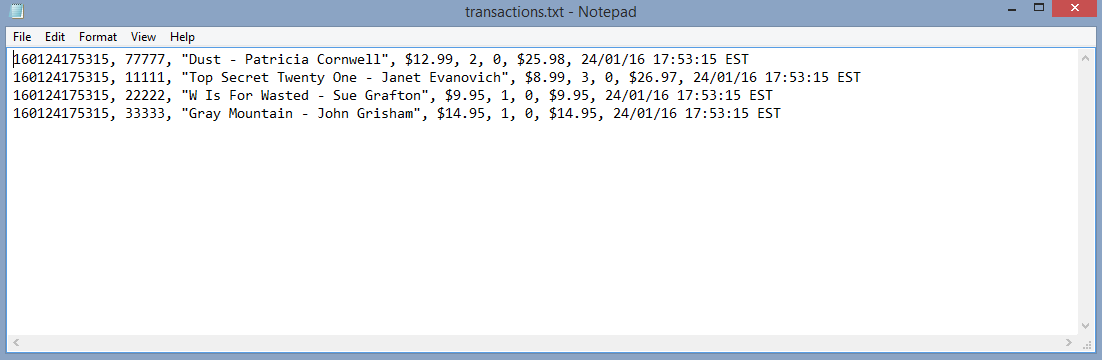 transactions.txt - Notepad
File Edit Format View Help
160124175315, 77777, "Dust - Patricia Cornwell", $12.99, 2, 0, $25.98, 24/01/16 17:53:15 EST
160124175315, 11111, "Top Secret Twenty One - Janet Evanovich", $8.99, 3, 0, $26.97, 24/01/16 17:53:15 EST
160124175315, 22222, "W Is For Wasted - Sue Grafton", $9.95, 1, 0, $9.95, 24/01/16 17:53:15 EST
160124175315, 33333, "Gray Mountain - John Grisham", $14.95, 1, 0, $14.95, 24/01/16 17:53:15 EST